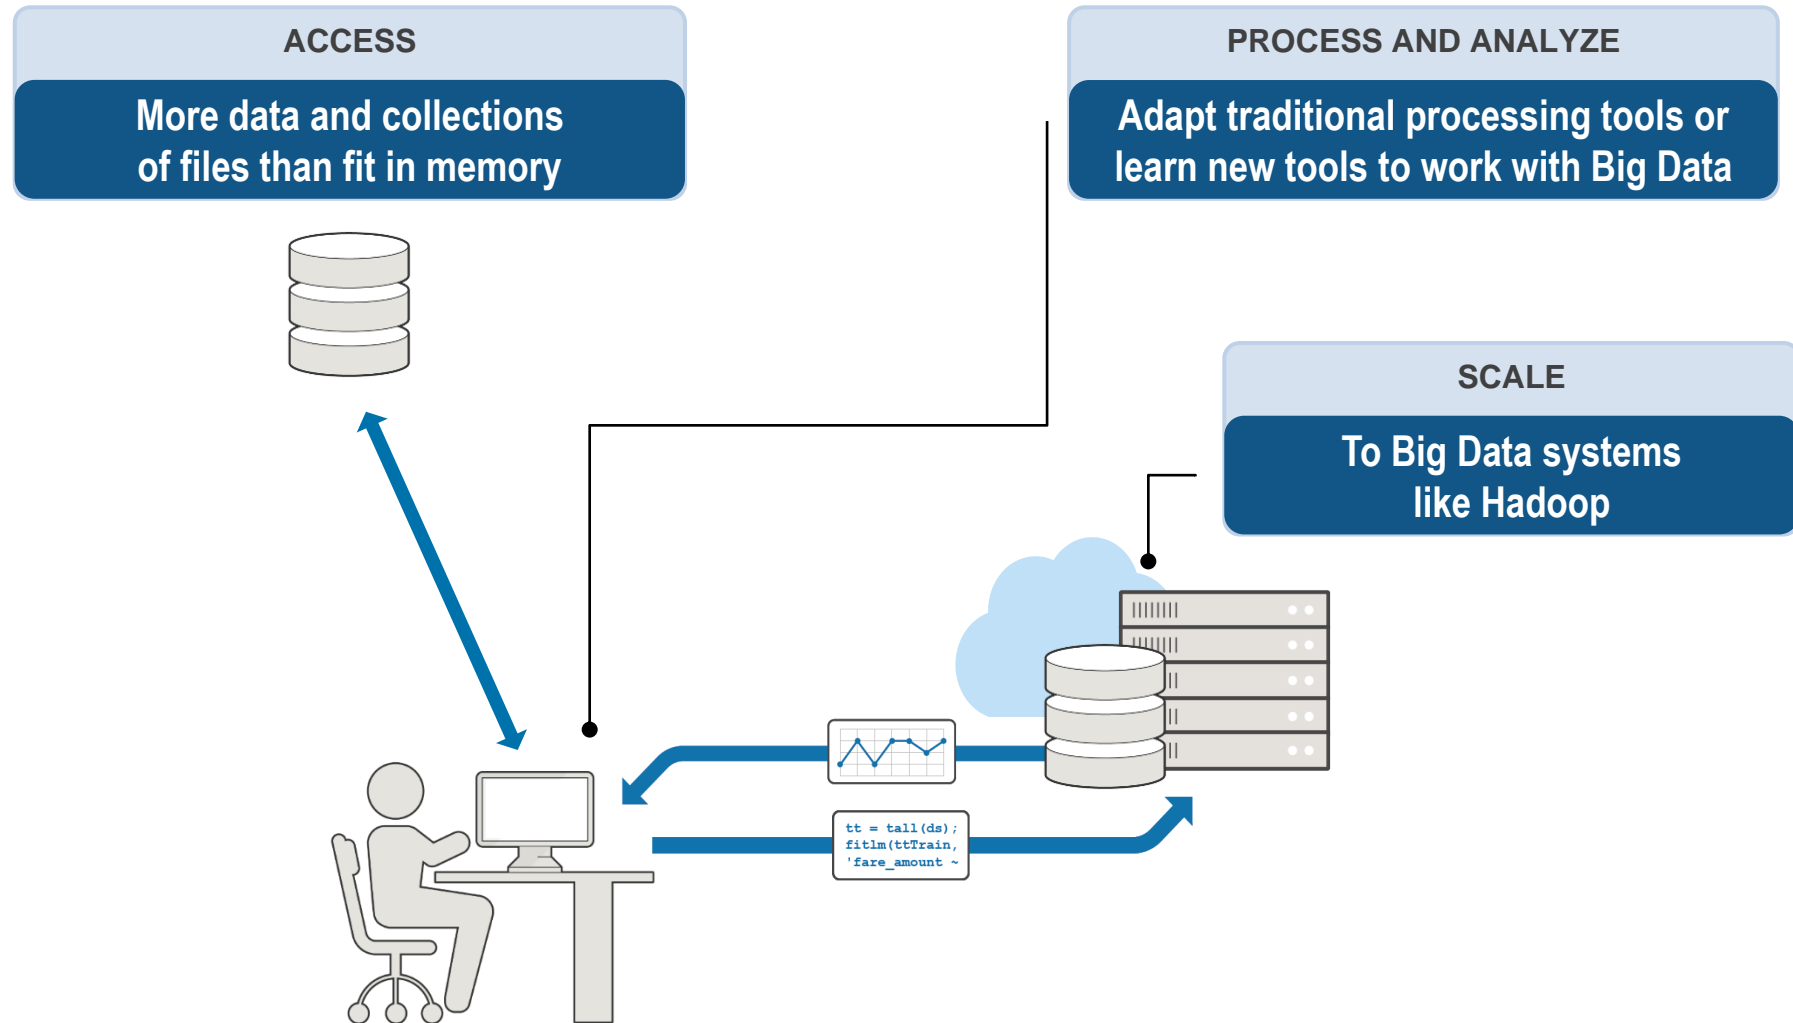 ACCESS
More data and collections
of files than fit in memory
PROCESS AND ANALYZE
Adapt traditional processing tools or
learn new tools to work with Big Data
SCALE
To Big Data systems
like Hadoop
tt = tall(ds);
fitlm(ttTrain,
'fare_amount ~